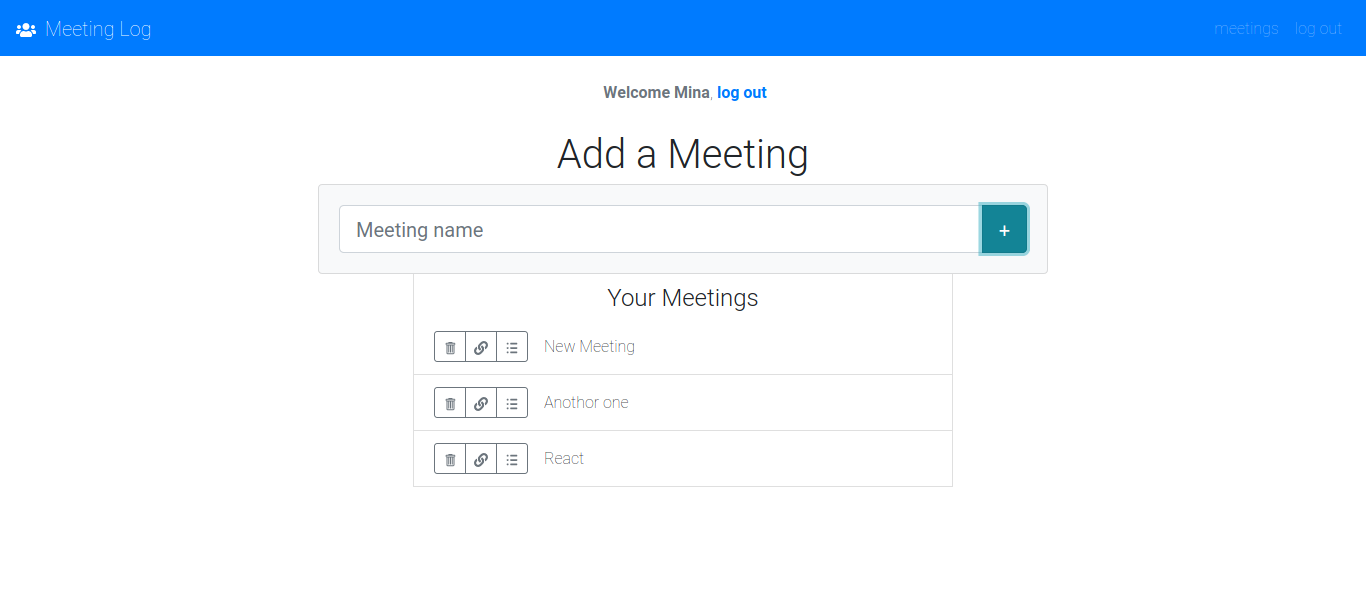 Meeting Log
meetings log out
Welcome Mina, log out
Add a Meeting
Meeting name
+
Your Meetings
New Meeting
Anothor one
React